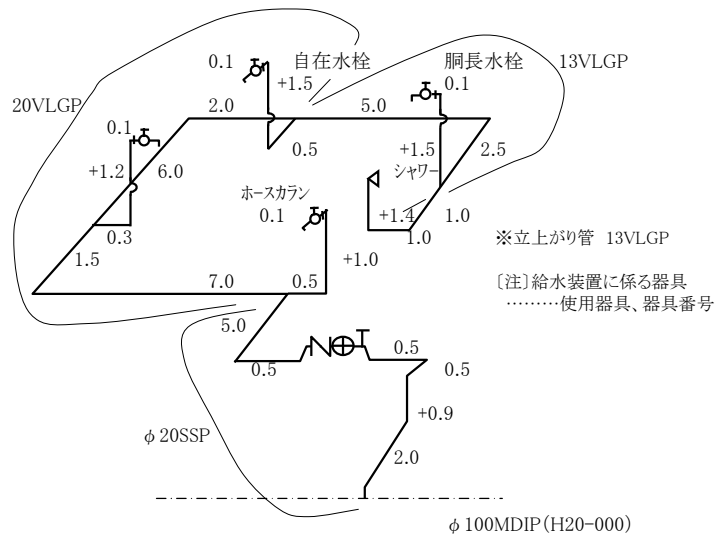 0.1
自在水栓
胴長水栓
13VLGP
+1.5
0.1
20VLGP
2.0
5.0
0.1
0.5
+1.5
2.5
+1.2
6.0
シャワー
ホースカラン
0.1
+1.4
1.0
0.3
1.0
※立上がり管 13VLGP
1.5
+1.0
7.0
0.5
〔注〕給水装置に係る器具
………使用器具、器具番号
5.0
0.5
0.5
0.5
+0.9
φ20SSP
2.0
φ100MDIP(H20-000)